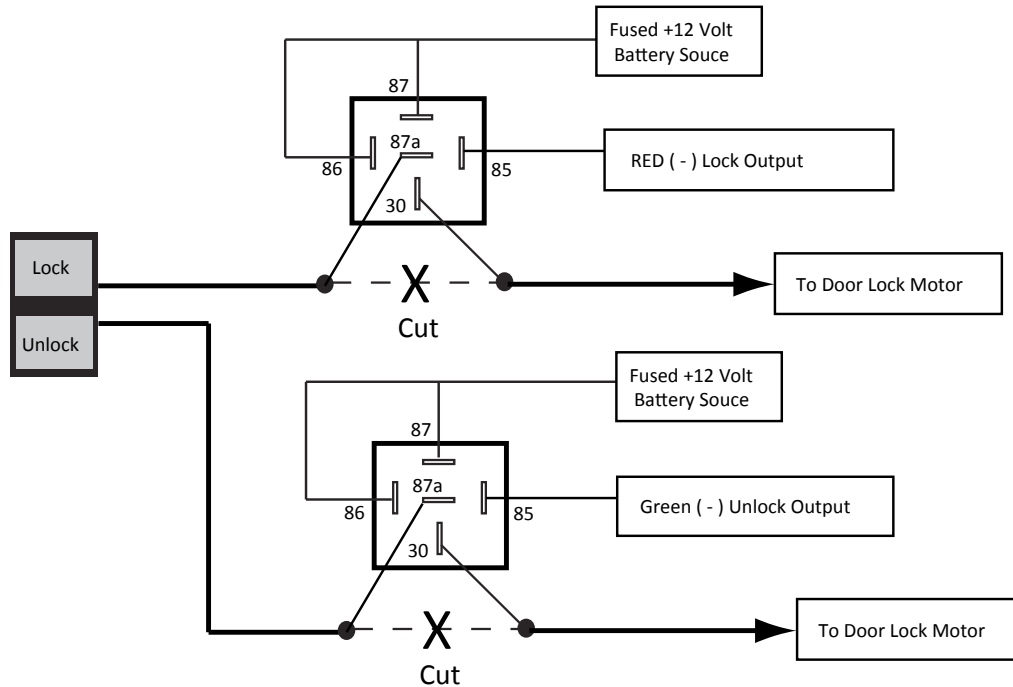 Fused +12 Volt
Battery Souce
87
87a
86
85
RED ( - ) Lock Output
30
Lock
To Door Lock Motor
Cut
Unlock
Fused +12 Volt
Battery Souce
87
87a
86
85
Green ( - ) Unlock Output
30
To Door Lock Motor
Cut